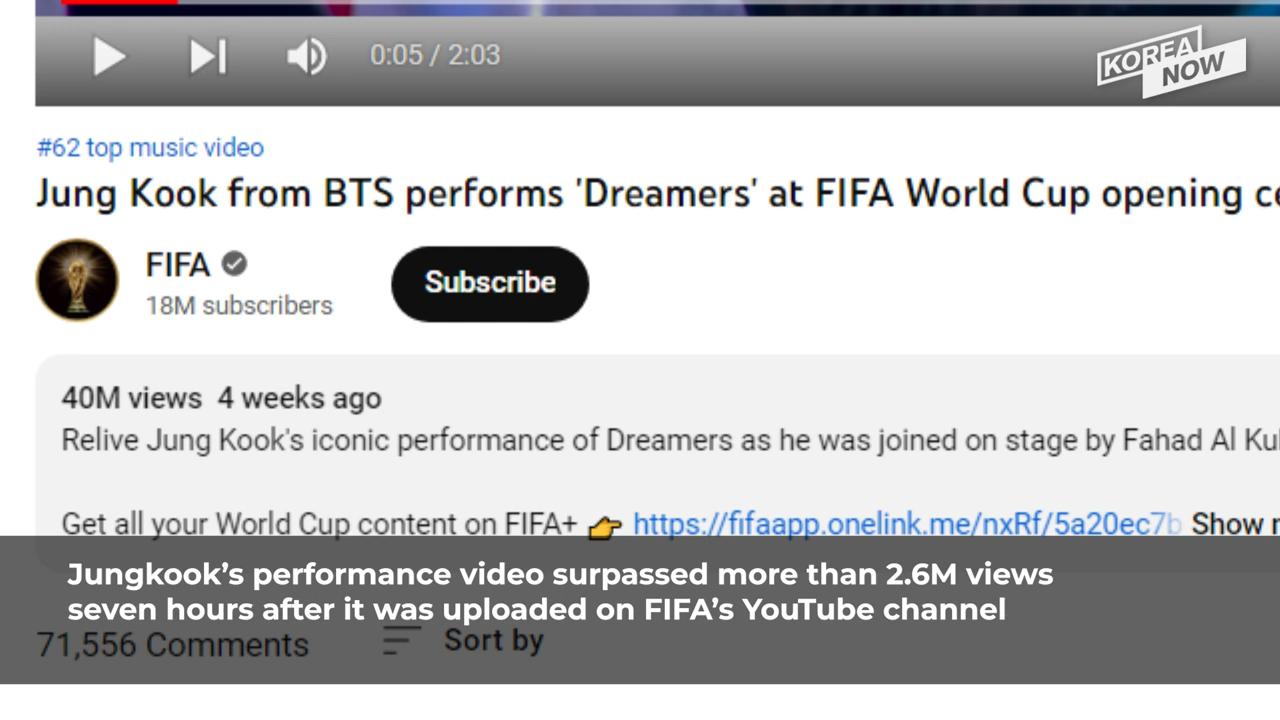 0:05 / 2:03
KOREA
NOW
#62 top music video
Jung Kook from BTS performs 'Dreamers' at FIFA World Cup opening
FIFA
18M subscribers
Subscribe
40M views 4 weeks ago
Relive Jung Kook's iconic performance of Dreamers as he was joined on stage by Fahad Al
Get all your World Cup content on FIFA+ 👉 https://fifaapp.onelink.me/nxRf/5a20ec7b Show
Jungkook’s performance video surpassed more than 2.6M views
seven hours after it was uploaded on FIFA’s YouTube channel
71,556 Comments Sort by